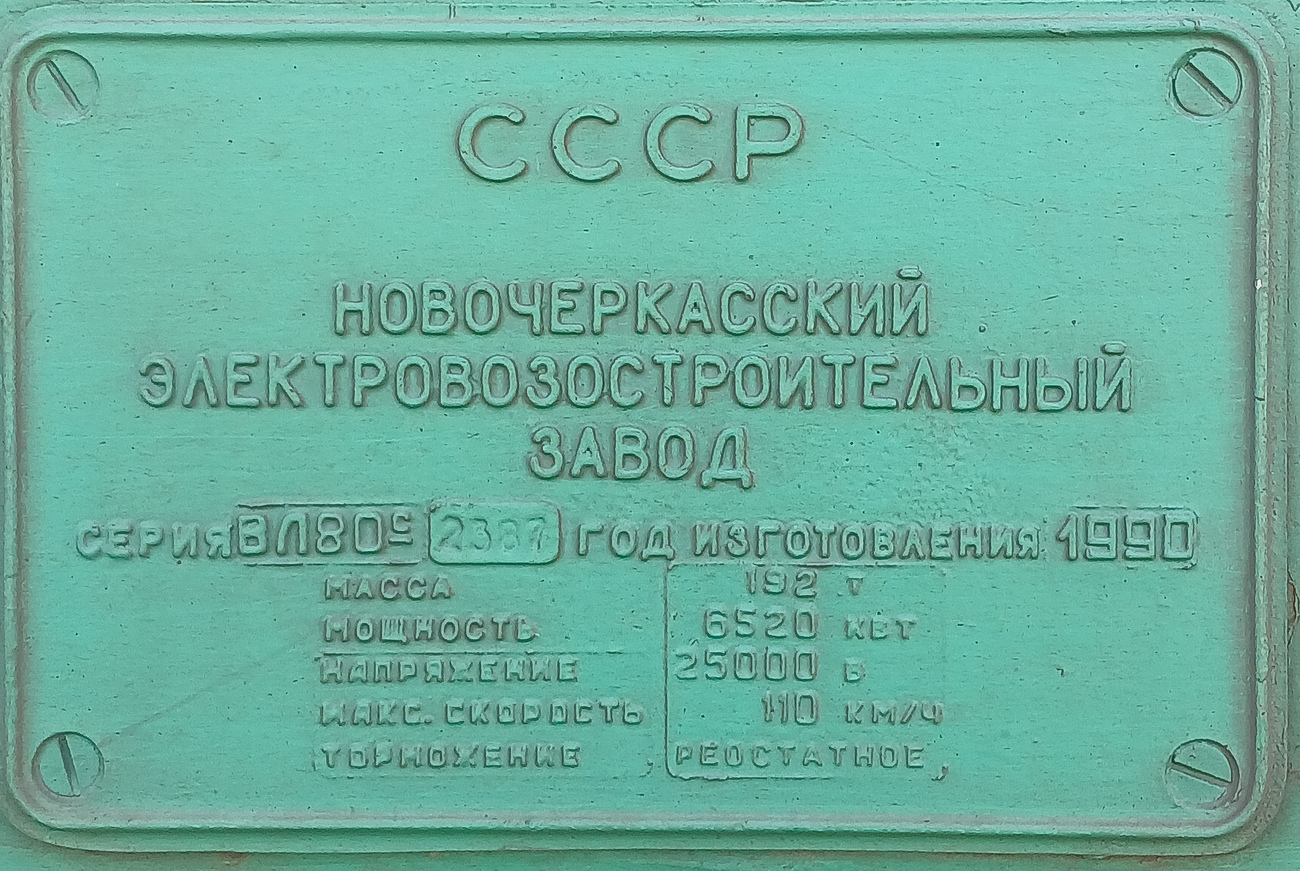 СССР
НОВОЧЕРКАССКИЙ
ЭЛЕКТРОВОЗОСТРОИТЕЛЬНЫЙ
ЗАВОД
СЕРИЯ ВЛ80С 2387 ГОД ИЗГОТОВЛЕНИЯ 1990
МАССА 192 т
МОЩНОСТЬ 6520 КВТ
НАПРЯЖЕНИЕ 25000 В
МАКС. СКОРОСТЬ 110 КМ/Ч
ТОРМОЖЕНИЕ РЕОСТАТНОЕ